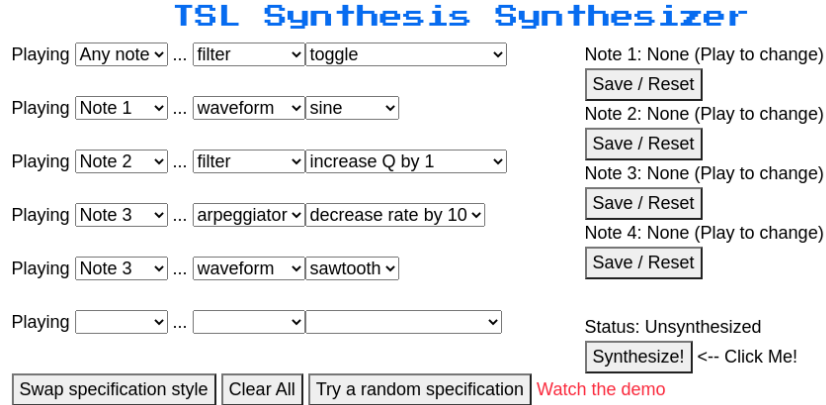 TSL Synthesis Synthesizer
Playing Any note ... filter toggle
Playing Note 1 ... waveform sine
Playing Note 2 ... filter increase Q by 1
Playing Note 3 ... arpeggiator decrease rate by 10
Playing Note 3 ... waveform sawtooth
Playing ...
Swap specification style Clear All Try a random specification Watch the demo
Note 1: None (Play to change)
Save / Reset
Note 2: None (Play to change)
Save / Reset
Note 3: None (Play to change)
Save / Reset
Note 4: None (Play to change)
Save / Reset
Status: Unsynthesized
Synthesize! <-- Click Me!